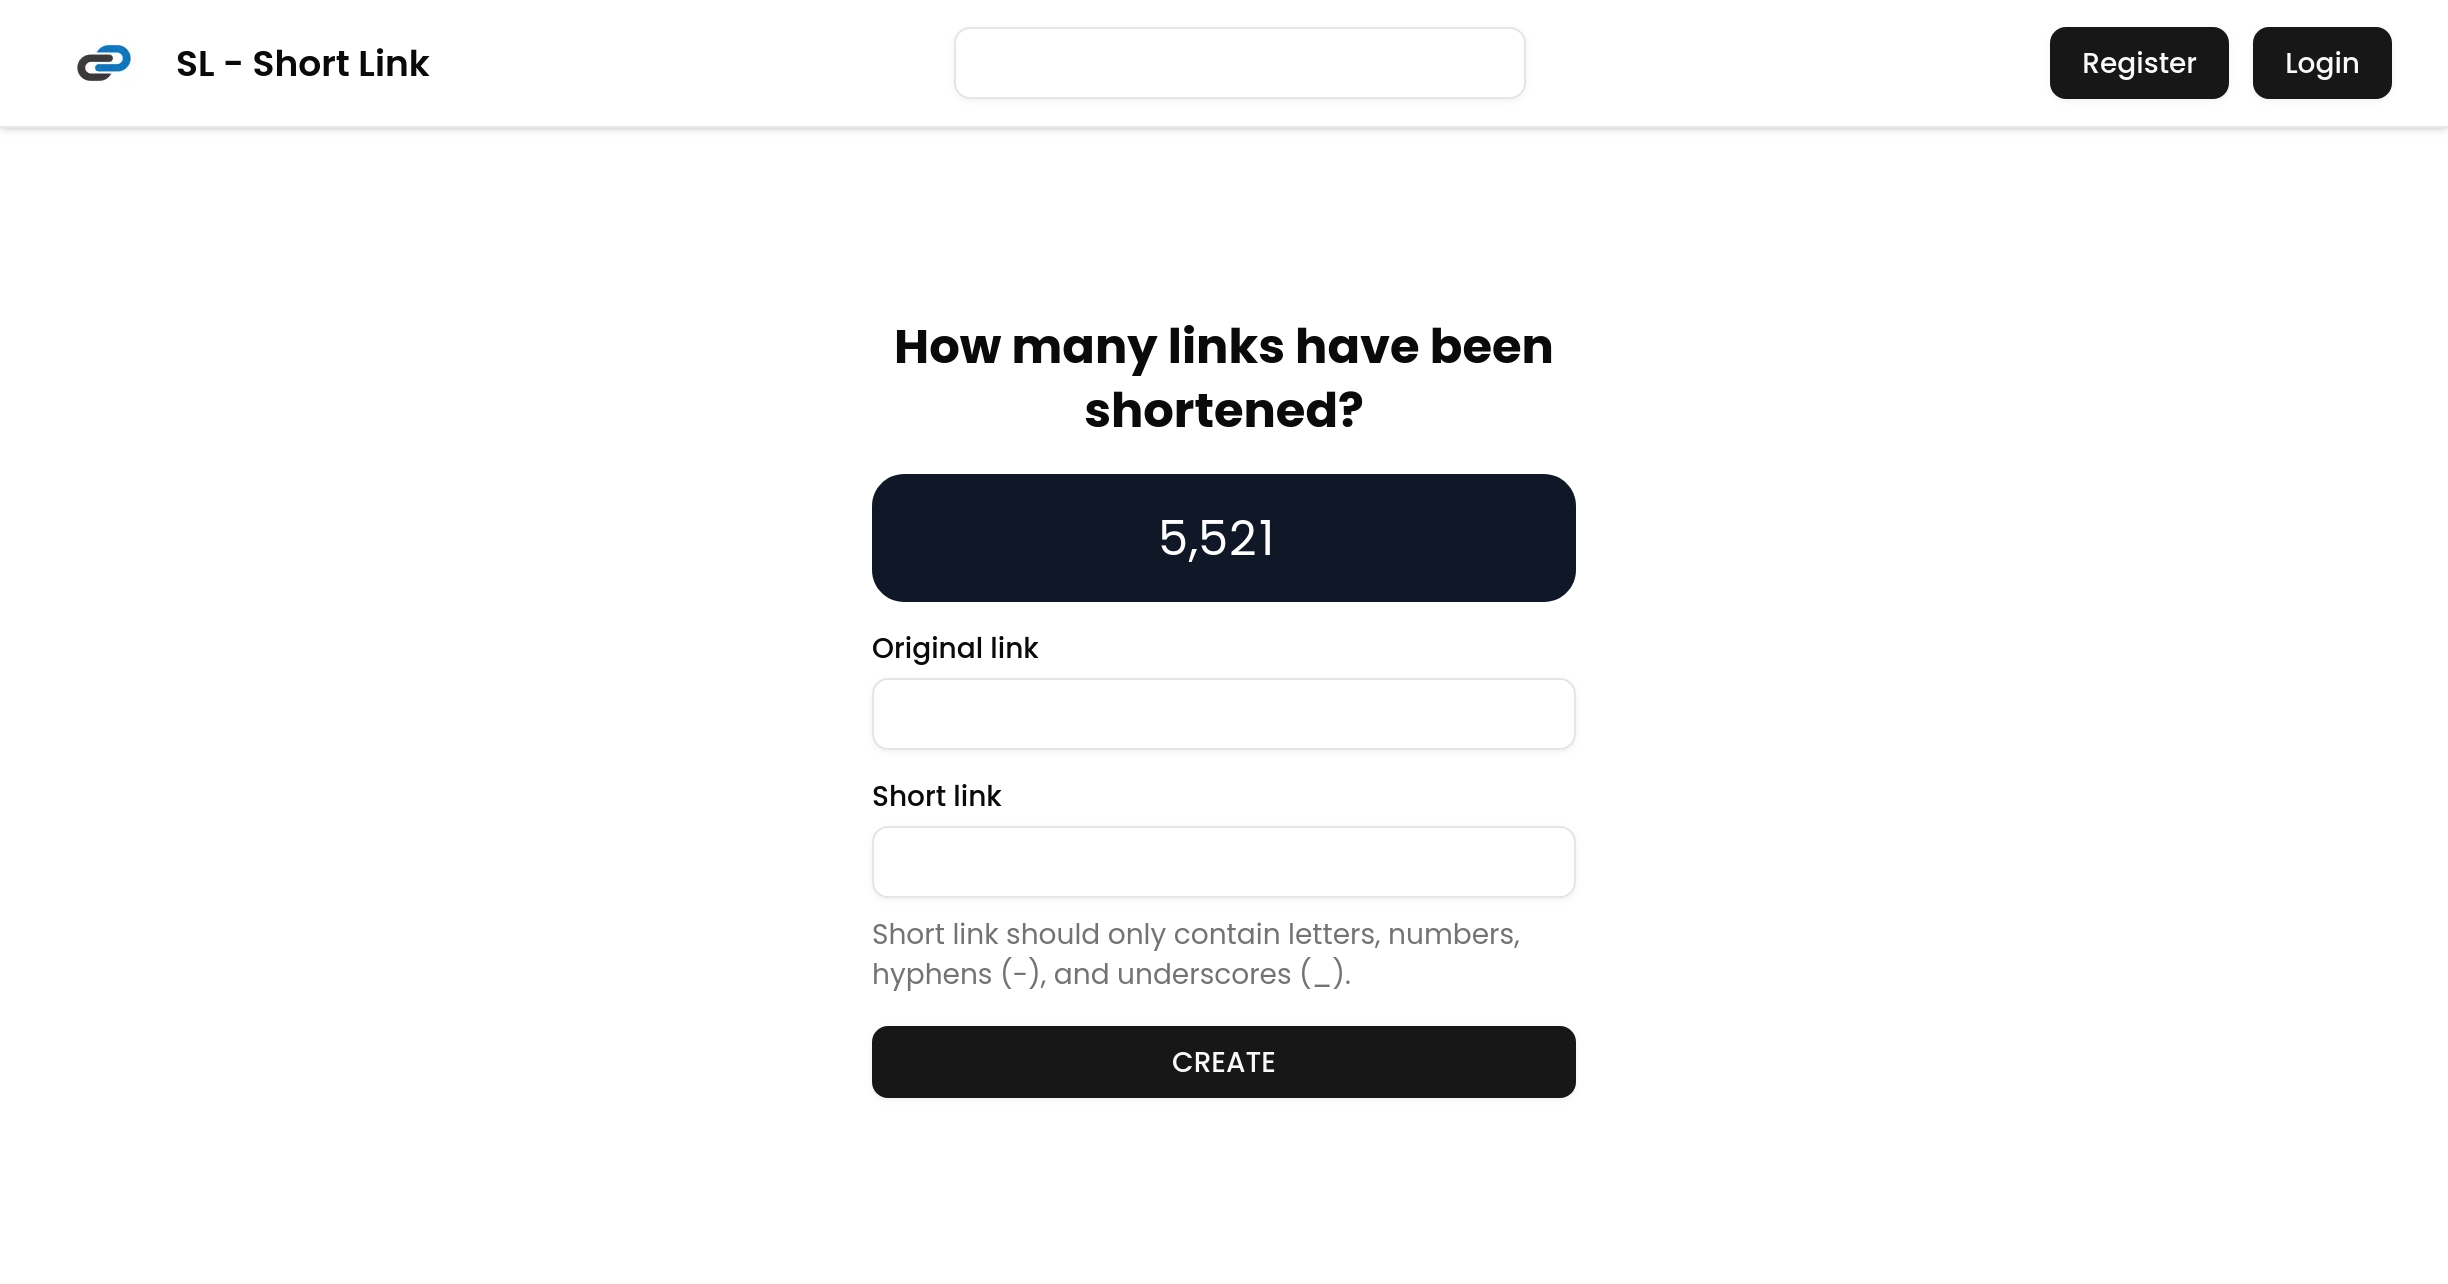 SL - Short Link
Register
Login
How many links have been
shortened?
5,521
Original link
Short link
Short link should only contain letters, numbers,
hyphens (-), and underscores (_).
CREATE